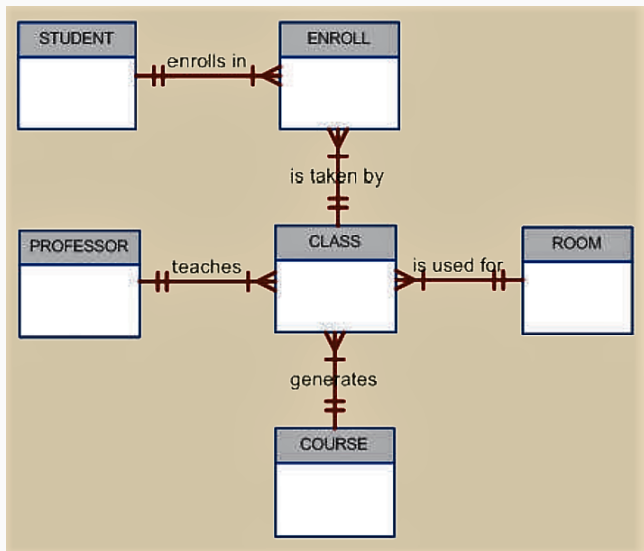 STUDENT
enrolls in
ENROLL
is taken by
PROFESSOR
teaches
CLASS
is used for
ROOM
generates
COURSE